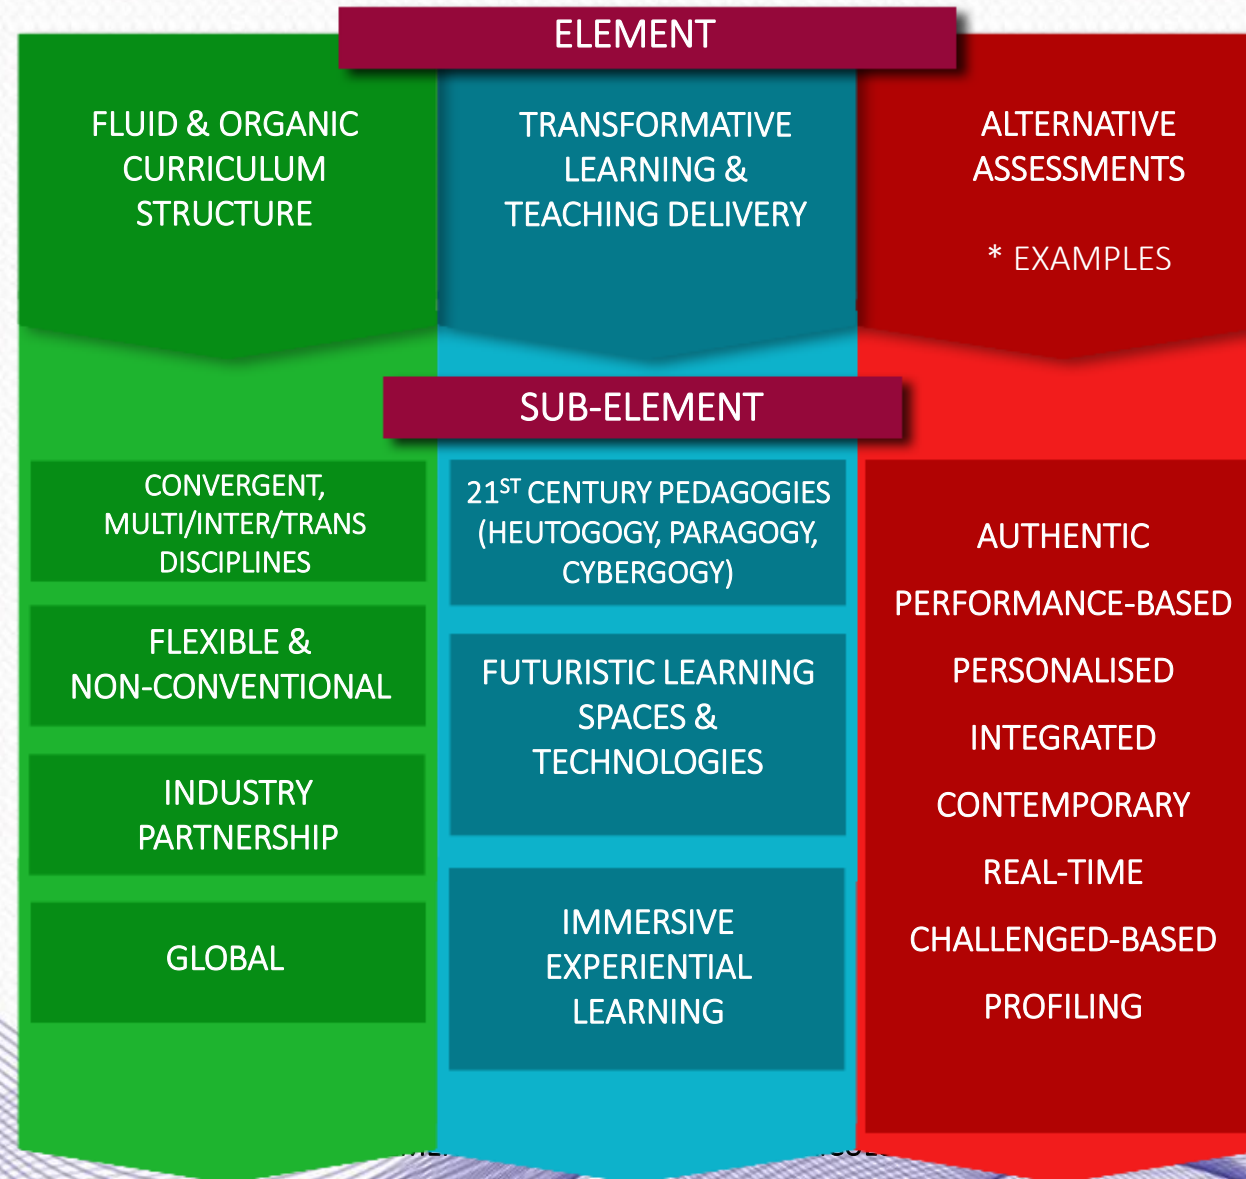 ELEMENT
FLUID & ORGANIC
CURRICULUM
STRUCTURE
TRANSFORMATIVE
LEARNING &
TEACHING DELIVERY
ALTERNATIVE
ASSESSMENTS
* EXAMPLES
SUB-ELEMENT
CONVERGENT,
MULTI/INTER/TRANS
DISCIPLINES
FLEXIBLE &
NON-CONVENTIONAL
INDUSTRY
PARTNERSHIP
GLOBAL
21ST CENTURY PEDAGOGIES
(HEUTOGOGY, PARAGOGY,
CYBERGOGY)
FUTURISTIC LEARNING
SPACES &
TECHNOLOGIES
IMMERSIVE
EXPERIENTIAL
LEARNING
AUTHENTIC
PERFORMANCE-BASED
PERSONALISED
INTEGRATED
CONTEMPORARY
REAL-TIME
CHALLENGED-BASED
PROFILING